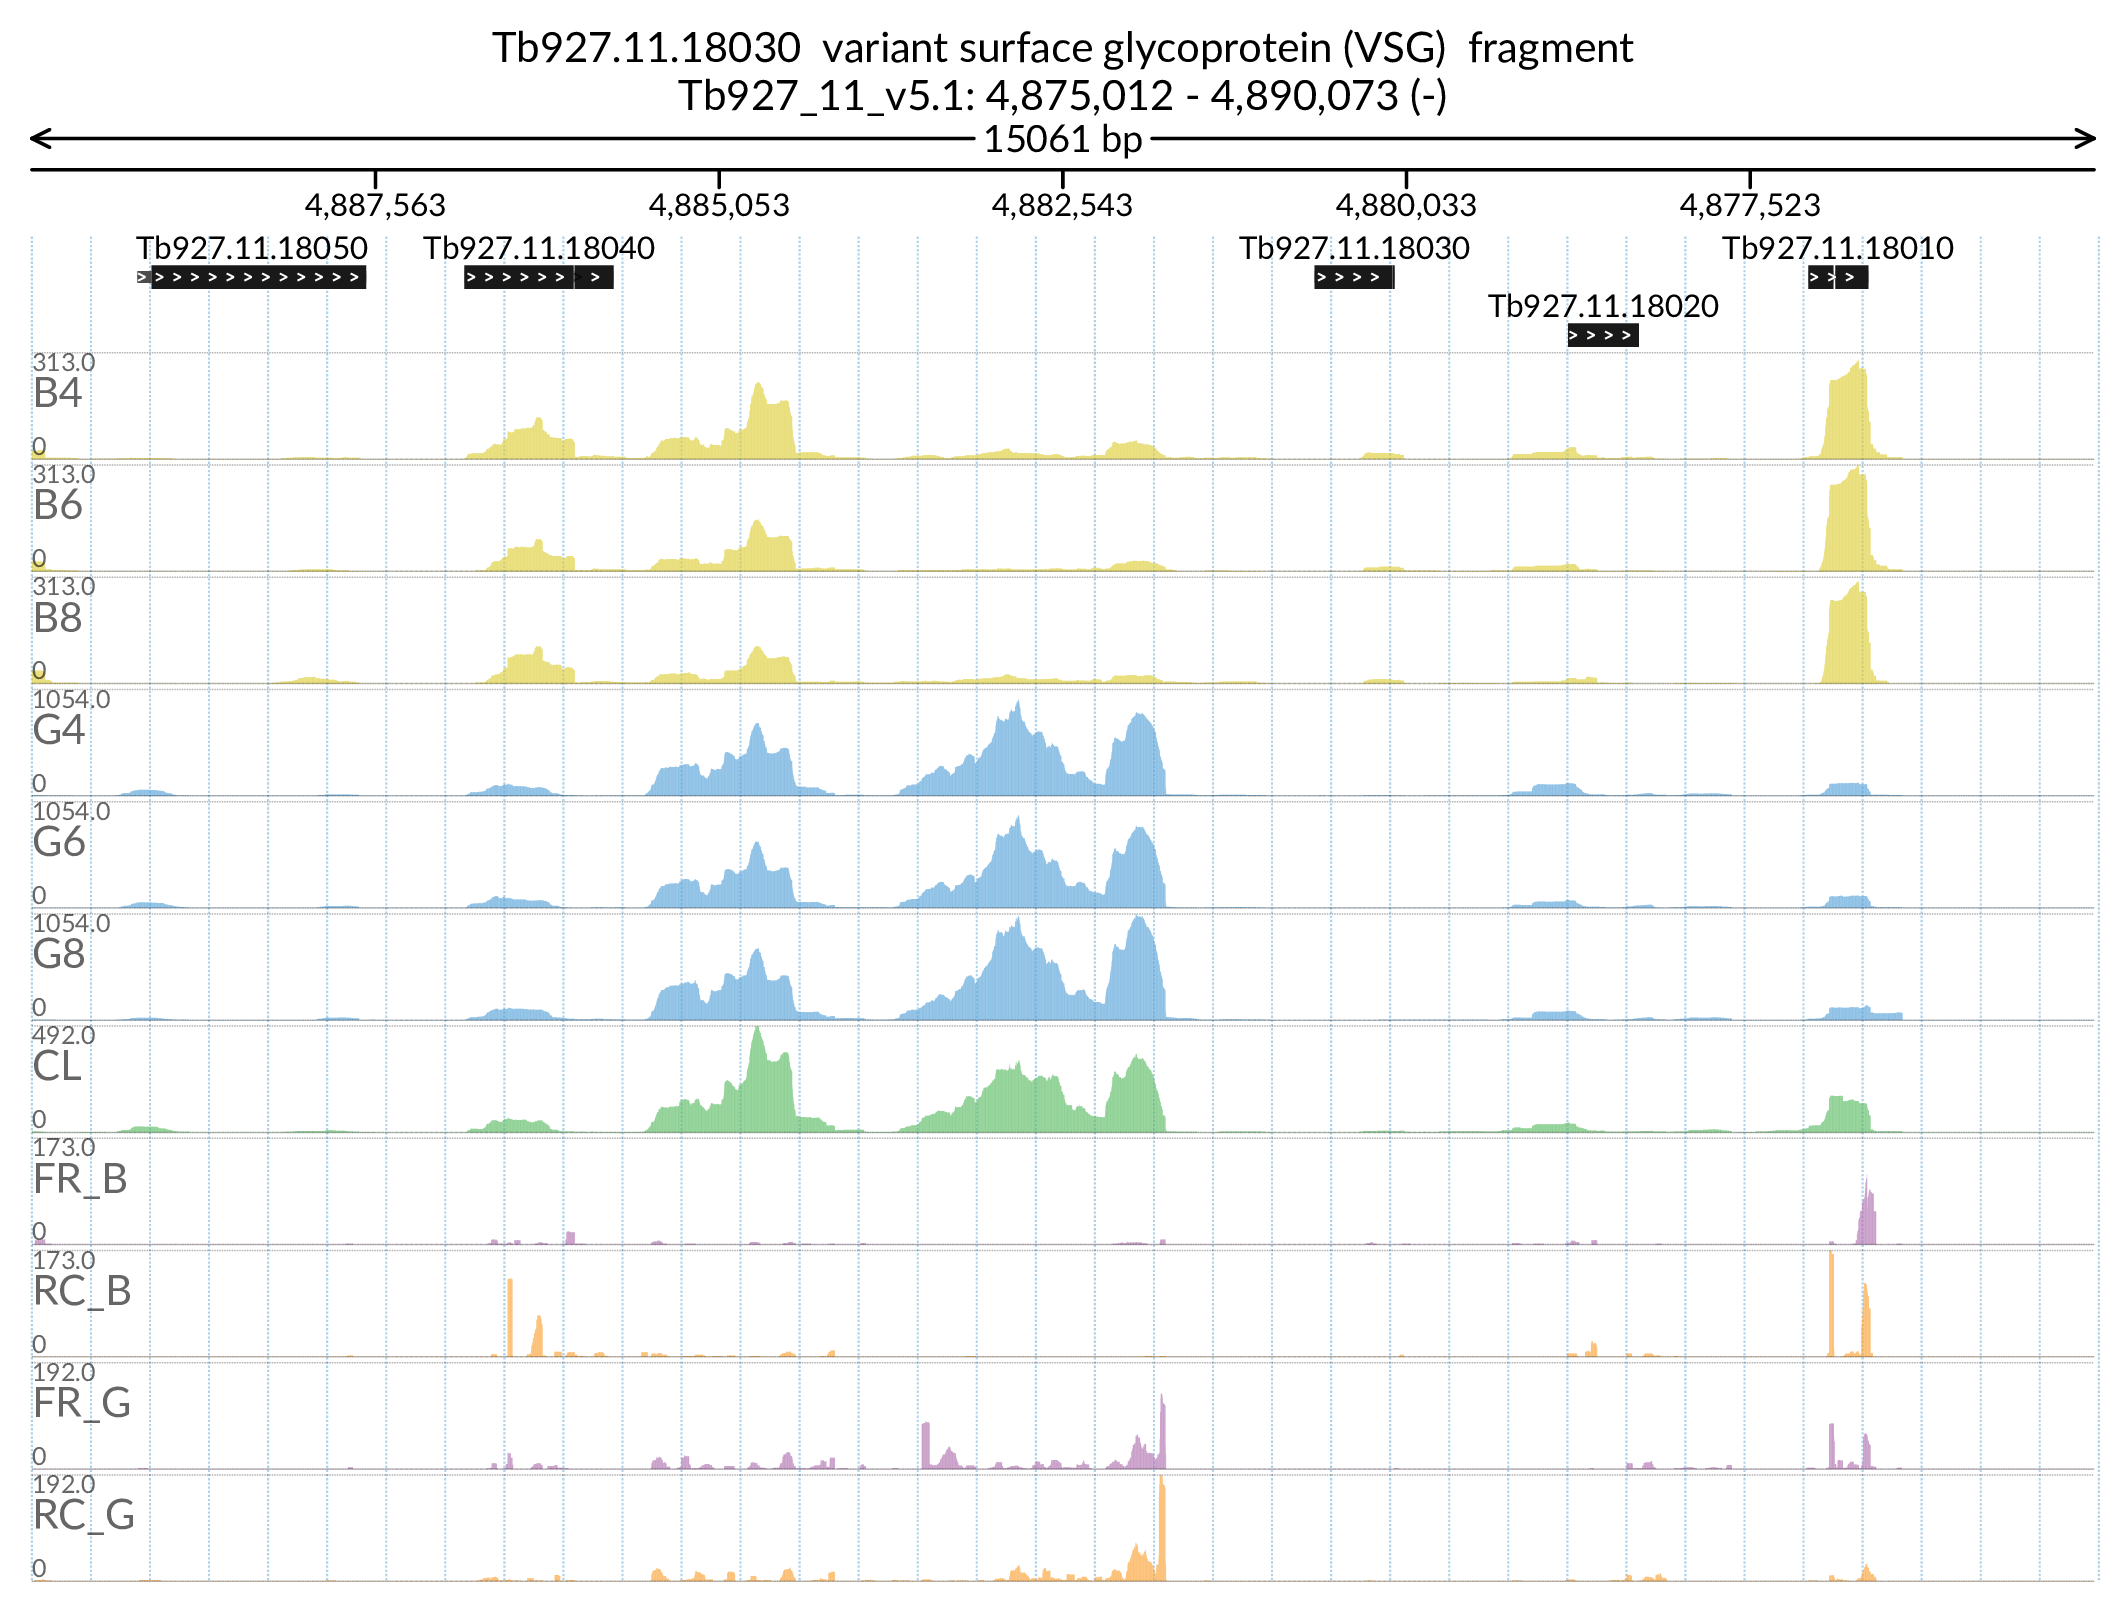 Tb927.11.18030 variant surface glycoprotein (VSG) fragment
Tb927_11_v5.1: 4,875,012 - 4,890,073 (-)
15061 bp
4,887,563 4,885,053 4,882,543 4,880,033 4,877,523
Tb927.11.18050 Tb927.11.18040 Tb927.11.18030 Tb927.11.18010
Tb927.11.18020
313.0
B4
0
313.0
B6
0
313.0
B8
0
1054.0
G4
0
1054.0
G6
0
1054.0
G8
0
492.0
CL
0
173.0
FR_B
0
173.0
RC_B
0
192.0
FR_G
0
192.0
RC_G
0